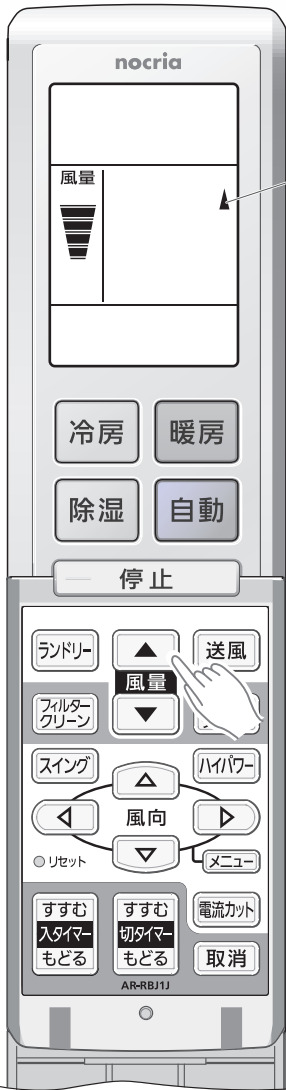 nocria
風量
冷房
暖房
除湿
自動
停止
ランドリー
送風
風量
フィルター
クリーン
スイング
ハイパワー
風向
リセット
メニュー
すすむ
入タイマー
もどる
すすむ
切タイマー
もどる
電流カット
取消
AR-RBJ1J